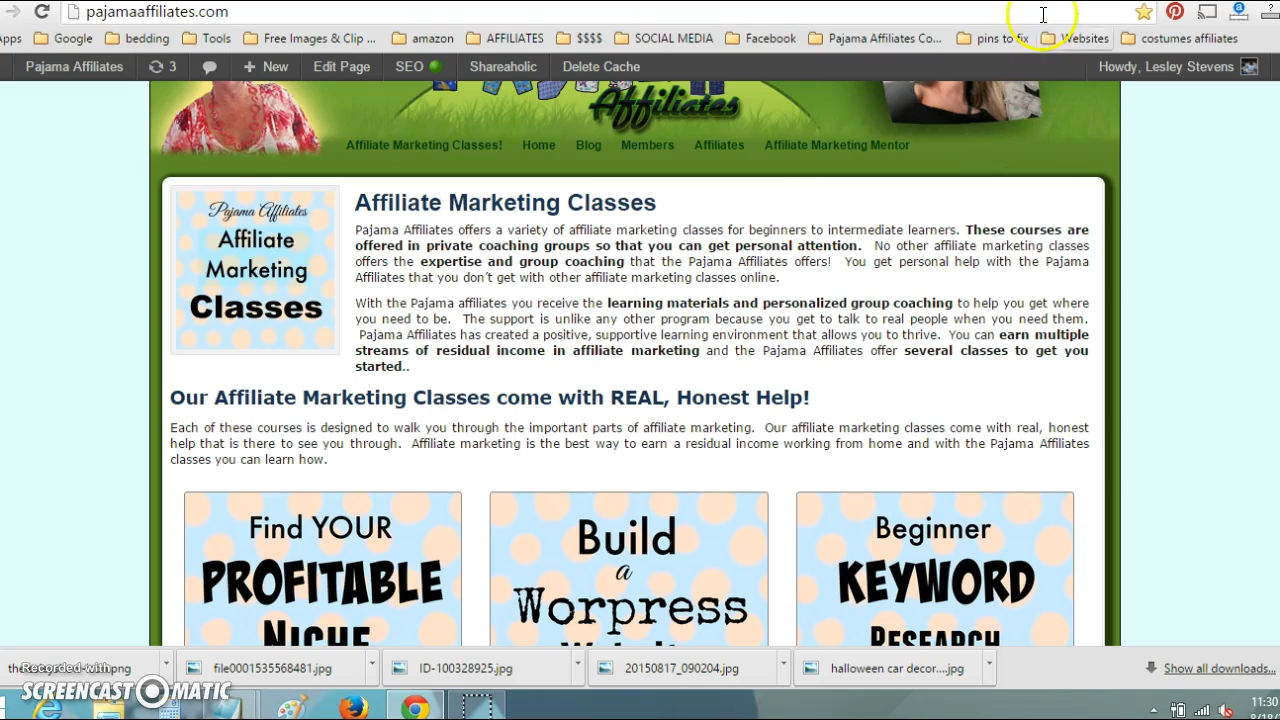 pajamaaffiliates.com
Apps Google bedding Tools Free Images & Clip amazon AFFILIATES $$$$ SOCIAL MEDIA Facebook Pajama Affiliates Co... pins to fix Websites costumes affiliates
Pajama Affiliates 3 New Edit Page SEO Shareaholic Delete Cache Howdy, Lesley Stevens
Affiliates
Affiliate Marketing Classes! Home Blog Members Affiliates Affiliate Marketing Mentor
Pajama Affiliates
Affiliate
Marketing
Classes
Affiliate Marketing Classes
Pajama Affiliates offers a variety of affiliate marketing classes for beginners to intermediate learners. These courses are
offered in private coaching groups so that you can get personal attention. No other affiliate marketing classes
offers the expertise and group coaching that the Pajama Affiliates offers! You get personal help with the Pajama
Affiliates that you don't get with other affiliate marketing classes online.
With the Pajama affiliates you receive the learning materials and personalized group coaching to help you get where
you need to be. The support is unlike any other program because you get to talk to real people when you need them.
Pajama Affiliates has created a positive, supportive learning environment that allows you to thrive. You can earn multiple
streams of residual income in affiliate marketing and the Pajama Affiliates offer several classes to get you
started..
Our Affiliate Marketing Classes come with REAL, Honest Help!
Each of these courses is designed to walk you through the important parts of affiliate marketing. Our affiliate marketing classes come with real, honest
help that is there to see you through. Affiliate marketing is the best way to earn a residual income working from home and with the Pajama Affiliates
classes you can learn how.
Find YOUR
PROFITABLE
NICHE
Build
a
Worpress
Website
Beginner
KEYWORD
RESEARCH
file0001535568481.jpg ID-100328925.jpg 20150817_090204.jpg halloween car decor....jpg Show all downloads...
Recorded with
SCREENCAST MATIC
11:30
8/18/